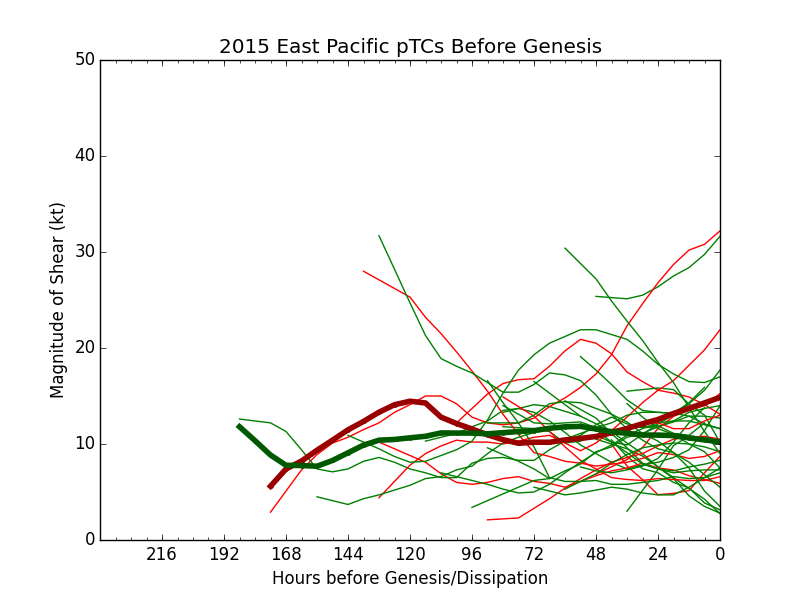 2015 East Pacific pTCs Before Genesis
50
40
30
20
10
0
Magnitude of Shear (kt)
216 192 168 144 120 96 72 48 24 0
Hours before Genesis/Dissipation